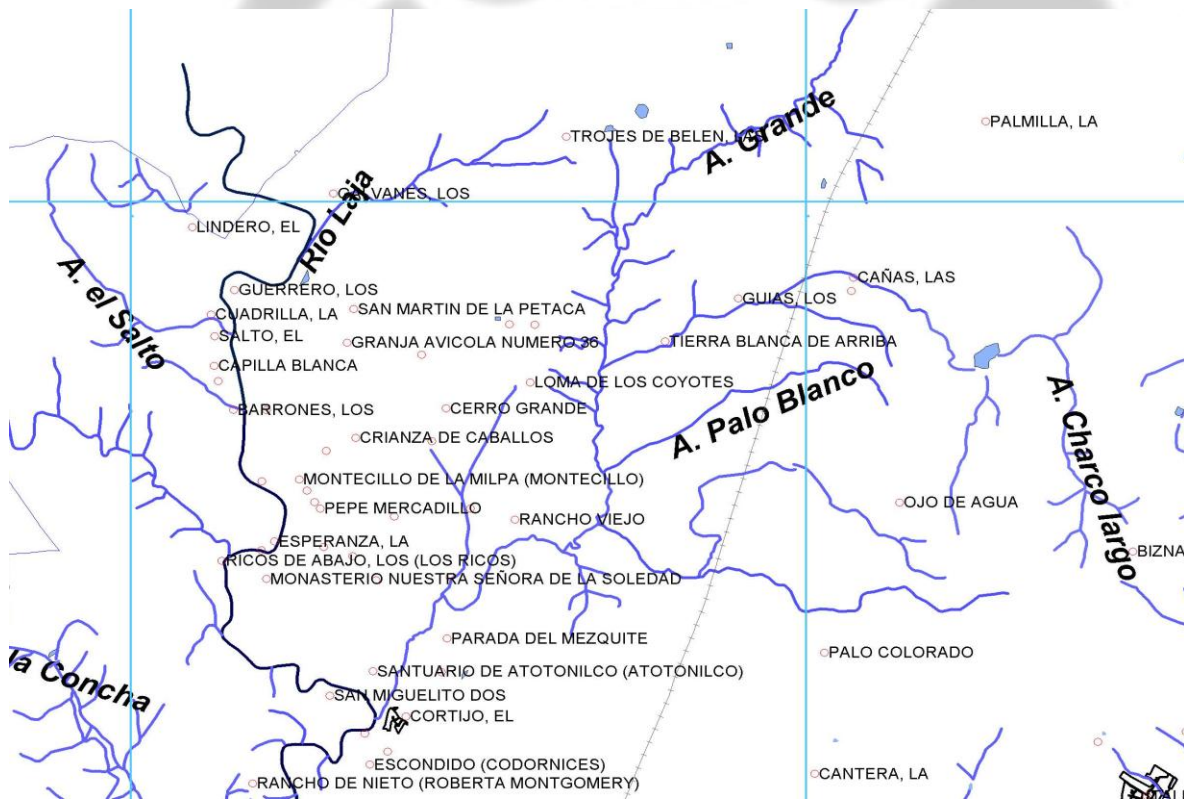 PALMILLA, LA
TROJES DE BELEN, LAS
A. Grande
GALVANES, LOS
Rio Laja
LINDERO, EL
A. el Salto
CAÑAS, LAS
GUERRERO, LOS
GUIAS, LOS
SAN MARTIN DE LA PETACA
CUADRILLA, LA
SALTO, EL
GRANJA AVICOLA NUMERO 36
TIERRA BLANCA DE ARRIBA
CAPILLA BLANCA
LOMA DE LOS COYOTES
A. Palo Blanco
A. Charco largo
BARRONES, LOS
CERRO GRANDE
CRIANZA DE CABALLOS
MONTECILLO DE LA MILPA (MONTECILLO)
PEPE MERCADILLO
OJO DE AGUA
RANCHO VIEJO
ESPERANZA, LA
BIZNA
RICOS DE ABAJO, LOS (LOS RICOS)
MONASTERIO NUESTRA SEÑORA DE LA SOLEDAD
PARADA DEL MEZQUITE
PALO COLORADO
la Concha
SANTUARIO DE ATOTONILCO (ATOTONILCO)
SAN MIGUELITO DOS
CORTIJO, EL
ESCONDIDO (CODORNICES)
CANTERA, LA
RANCHO DE NIETO (ROBERTA MONTGOMERY)